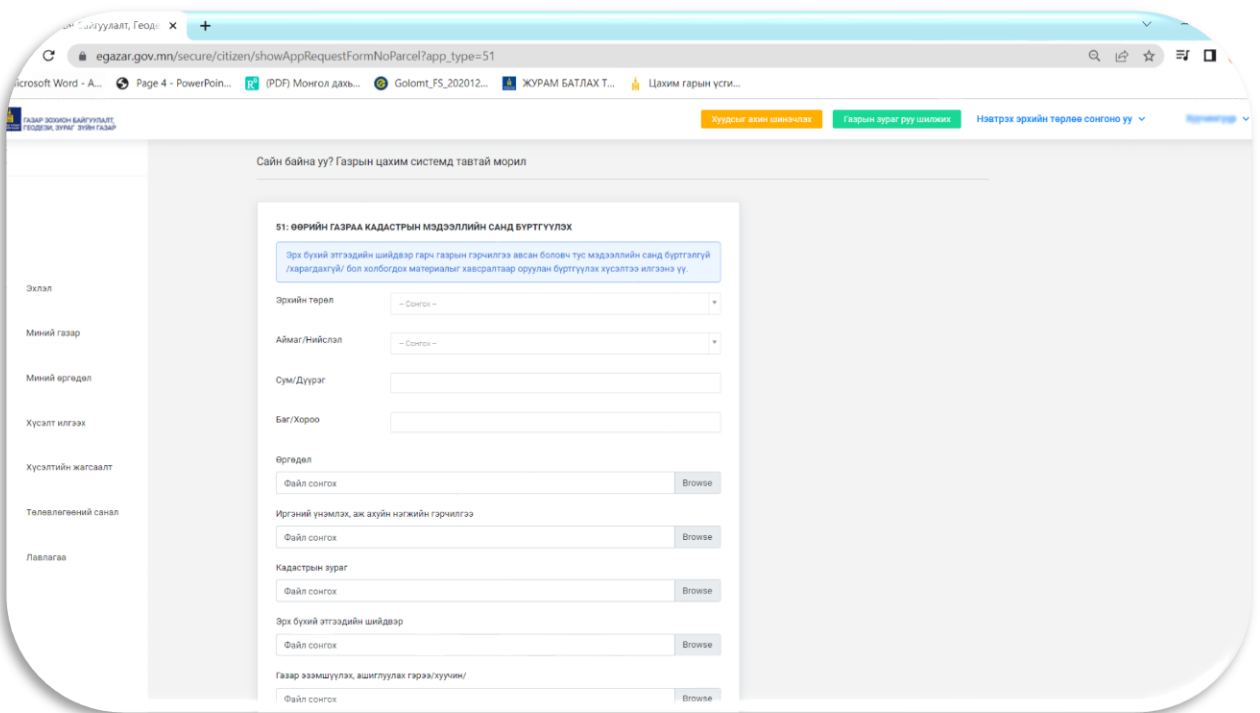 Байгуулалт, Геоде
egazar.gov.mn/secure/citizen/showAppRequestFormNoParcel?app_type=51
icrosoft Word - A... Page 4 - PowerPoin... (PDF) Монгол дахь... Golomt_FS_202012... ЖУРАМ БАТЛАХ Т... Цахим гарын үсги...
ГАЗАР ЗОХИОН БАЙГУУЛАЛТ,
ГЕОДЕЗИ, ЗУРАГ ЗҮЙН ГАЗАР
Хуудсыг ахин шинэчлэх Газрын зураг руу шилжих Нэвтрэх эрхийн төрлөө сонгоно уу
Сайн байна уу? Газрын цахим системд тавтай морил
Эхлэл
Миний газар
Миний өргөдөл
Хүсэлт илгээх
Хүсэлтийн жагсаалт
Төлөвлөгөөний санал
Лавлагаа
51: ӨӨРИЙН ГАЗРАА КАДАСТРЫН МЭДЭЭЛЛИЙН САНД БҮРТГҮҮЛЭХ
Эрх бүхий этгээдийн шийдвэр гарч газрын гэрчилгээ авсан боловч тус мэдээллийн санд бүртгэлгүй
/харагдахгүй/ бол холбогдох материалыг хавсралтаар оруулан бүртгүүлэх хүсэлтээ илгээнэ үү.
Эрхийн төрөл -- Сонгох --
Аймаг/Нийслэл -- Сонгох --
Сум/Дүүрэг
Баг/Хороо
Өргөдөл
Файл сонгох Browse
Иргэний үнэмлэх, аж ахуйн нэгжийн гэрчилгээ
Файл сонгох Browse
Кадастрын зураг
Файл сонгох Browse
Эрх бүхий этгээдийн шийдвэр
Файл сонгох Browse
Газар эзэмшүүлэх, ашиглуулах гэрээ/хуучин/
Файл сонгох Browse